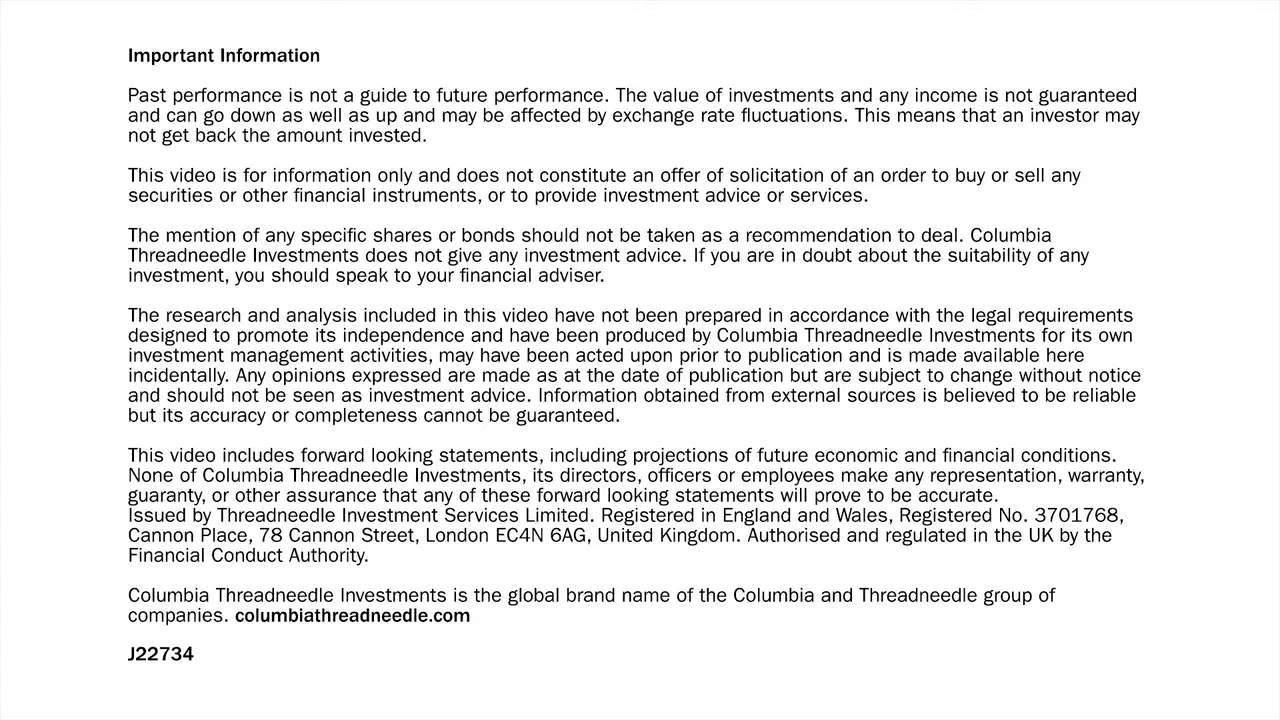 Important Information
Past performance is not a guide to future performance. The value of investments and any income is not guaranteed
and can go down as well as up and may be affected by exchange rate fluctuations. This means that an investor may
not get back the amount invested.
This video is for information only and does not constitute an offer of solicitation of an order to buy or sell any
securities or other financial instruments, or to provide investment advice or services.
The mention of any specific shares or bonds should not be taken as a recommendation to deal. Columbia
Threadneedle Investments does not give any investment advice. If you are in doubt about the suitability of any
investment, you should speak to your financial adviser.
The research and analysis included in this video have not been prepared in accordance with the legal requirements
designed to promote its independence and have been produced by Columbia Threadneedle Investments for its own
investment management activities, may have been acted upon prior to publication and is made available here
incidentally. Any opinions expressed are made as at the date of publication but are subject to change without notice
and should not be seen as investment advice. Information obtained from external sources is believed to be reliable
but its accuracy or completeness cannot be guaranteed.
This video includes forward looking statements, including projections of future economic and financial conditions.
None of Columbia Threadneedle Investments, its directors, officers or employees make any representation, warranty,
guaranty, or other assurance that any of these forward looking statements will prove to be accurate.
Issued by Threadneedle Investment Services Limited. Registered in England and Wales, Registered No. 3701768,
Cannon Place, 78 Cannon Street, London EC4N 6AG, United Kingdom. Authorised and regulated in the UK by the
Financial Conduct Authority.
Columbia Threadneedle Investments is the global brand name of the Columbia and Threadneedle group of
companies. columbiathreadneedle.com
J22734